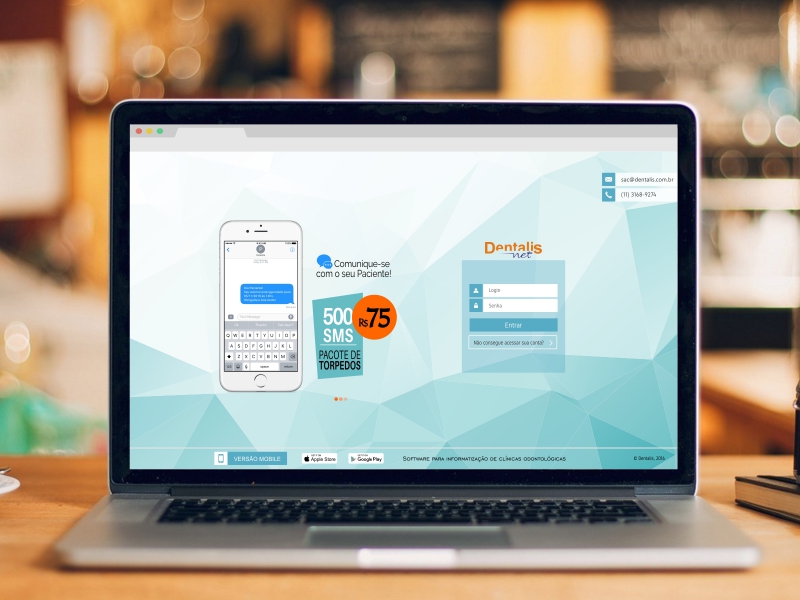 sac@dentalis.com.br
(11) 3168-9274
Comunique-se
com o seu Paciente!
500
SMS
R$75
PACOTE DE
TORPEDOS
Dentalis
net
Login
Senha
Entrar
Não consegue acessar sua conta?
Q W E R T Y U I O P
A S D F G H J K L
Z X C V B N M
VERSÃO MOBILE
Apple Store
Google Play
SOFTWARE PARA INFORMATIZAÇÃO DE CLÍNICAS ODONTOLÓGICAS
© Dentalis, 2016